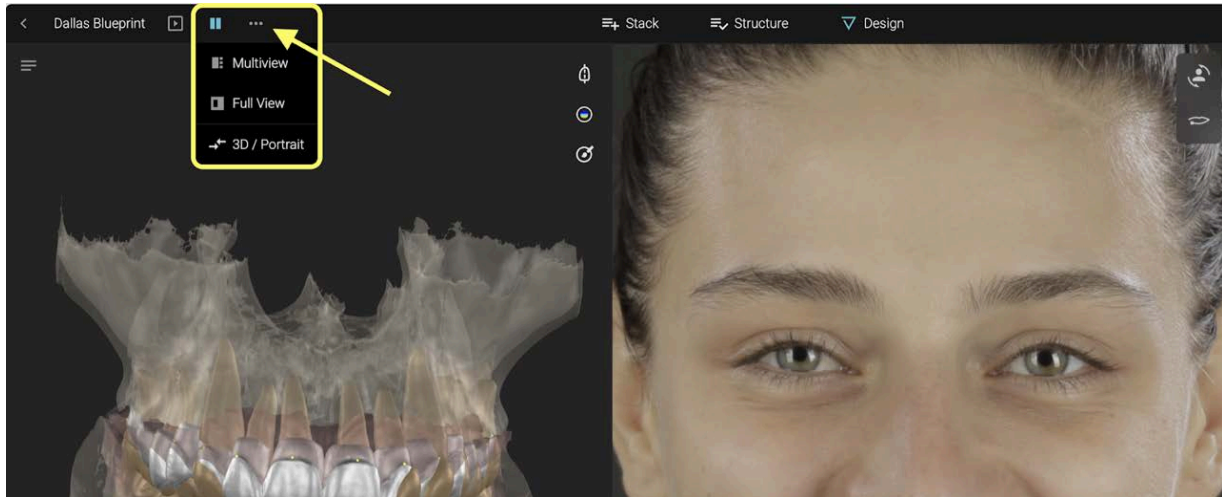 Dallas Blueprint
Stack
Structure
Design
Multiview
Full View
3D / Portrait